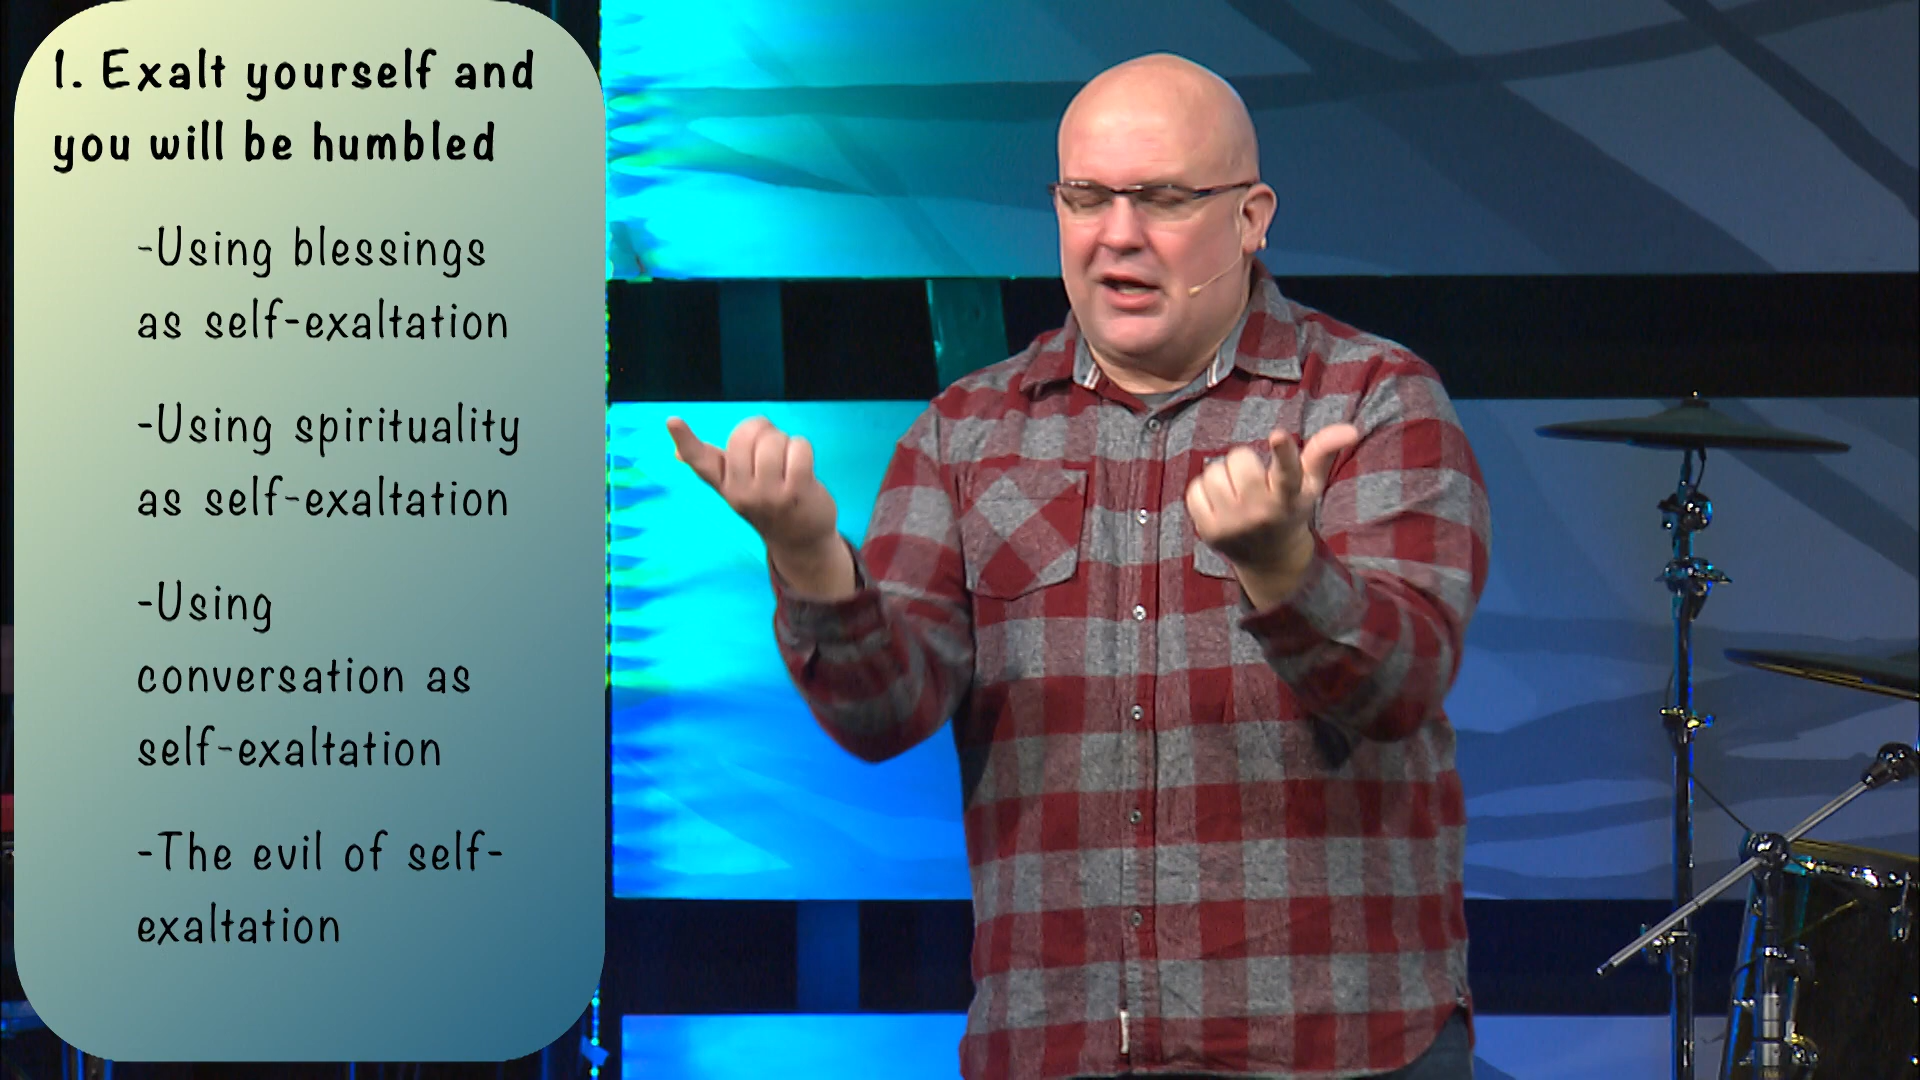 1. Exalt yourself and
you will be humbled
-Using blessings
as self-exaltation
-Using spirituality
as self-exaltation
-Using
conversation as
self-exaltation
-The evil of self-
exaltation